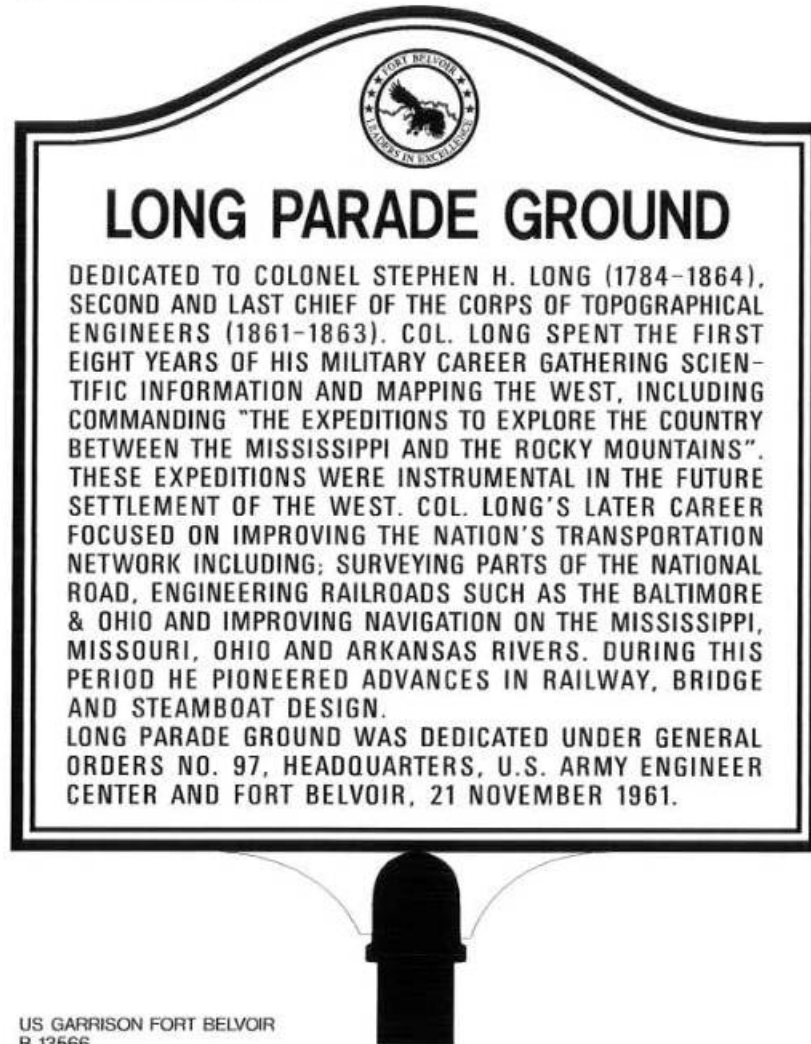 FORT BELVOIR
LEADERS IN EXCELLENCE
LONG PARADE GROUND
DEDICATED TO COLONEL STEPHEN H. LONG (1784-1864),
SECOND AND LAST CHIEF OF THE CORPS OF TOPOGRAPHICAL
ENGINEERS (1861-1863). COL. LONG SPENT THE FIRST
EIGHT YEARS OF HIS MILITARY CAREER GATHERING SCIEN-
TIFIC INFORMATION AND MAPPING THE WEST, INCLUDING
COMMANDING "THE EXPEDITIONS TO EXPLORE THE COUNTRY
BETWEEN THE MISSISSIPPI AND THE ROCKY MOUNTAINS".
THESE EXPEDITIONS WERE INSTRUMENTAL IN THE FUTURE
SETTLEMENT OF THE WEST. COL. LONG'S LATER CAREER
FOCUSED ON IMPROVING THE NATION'S TRANSPORTATION
NETWORK INCLUDING; SURVEYING PARTS OF THE NATIONAL
ROAD, ENGINEERING RAILROADS SUCH AS THE BALTIMORE
& OHIO AND IMPROVING NAVIGATION ON THE MISSISSIPPI,
MISSOURI, OHIO AND ARKANSAS RIVERS. DURING THIS
PERIOD HE PIONEERED ADVANCES IN RAILWAY, BRIDGE
AND STEAMBOAT DESIGN.
LONG PARADE GROUND WAS DEDICATED UNDER GENERAL
ORDERS NO. 97, HEADQUARTERS, U.S. ARMY ENGINEER
CENTER AND FORT BELVOIR, 21 NOVEMBER 1961.
US GARRISON FORT BELVOIR
R 13566